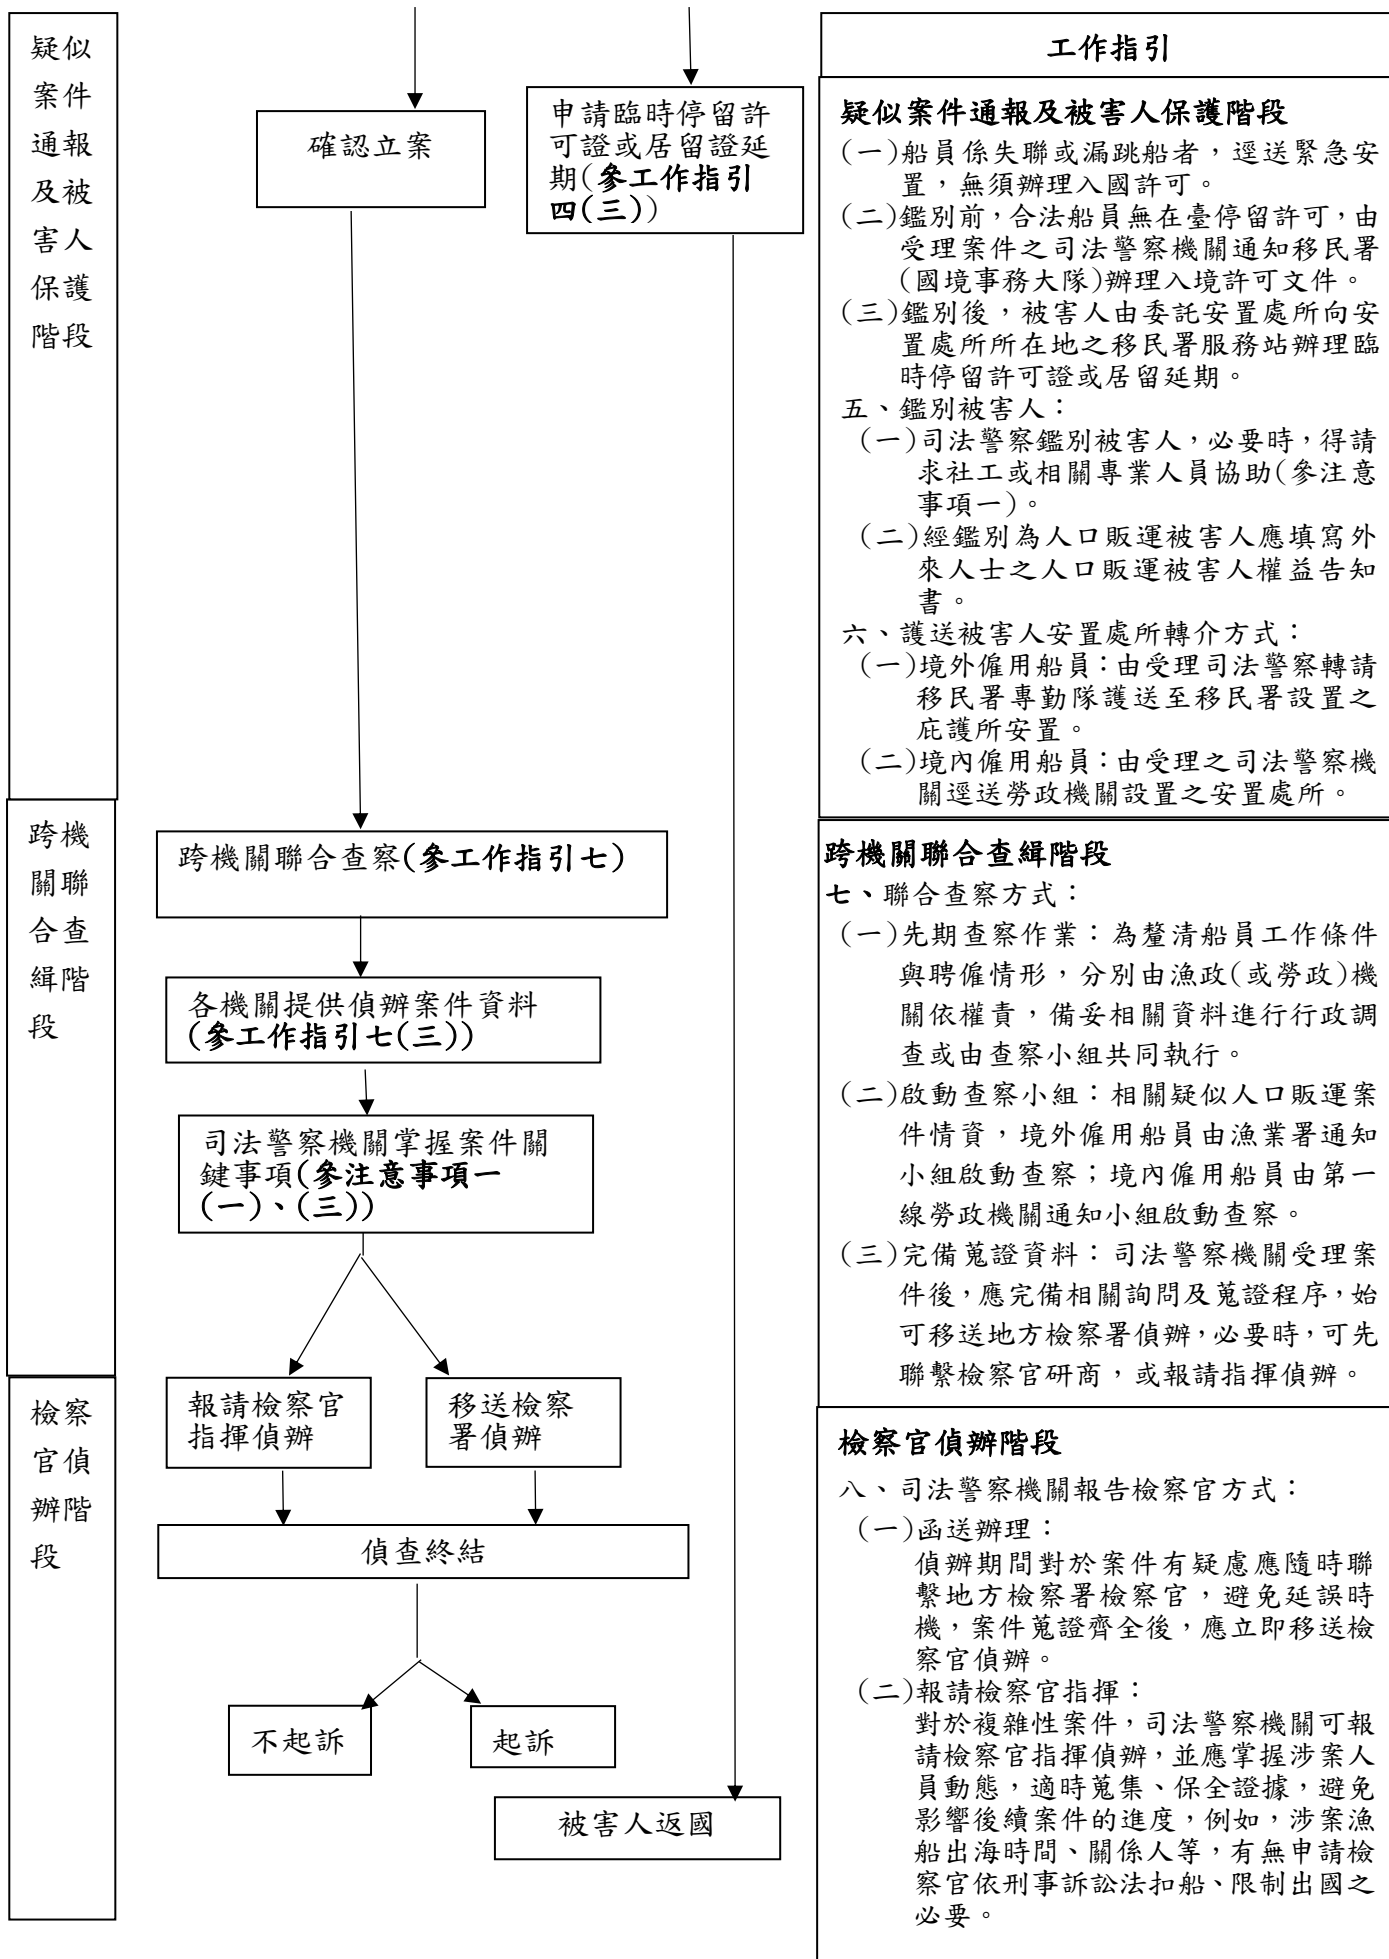 疑似
案件
通報
及被
害人
保護
階段
確認立案
申請臨時停留許
可證或居留證延
期(參工作指引
四(三))
跨機
關聯
合查
緝階
段
跨機關聯合查察(參工作指引七)
各機關提供偵辦案件資料
(參工作指引七(三))
司法警察機關掌握案件關
鍵事項(參注意事項一
(一)、(三))
檢察
官偵
辦階
段
報請檢察官
指揮偵辦
移送檢察
署偵辦
偵查終結
不起訴
起訴
被害人返國
工作指引
疑似案件通報及被害人保護階段
(一)船員係失聯或漏跳船者,逕送緊急安
置,無須辦理入國許可。
(二)鑑別前,合法船員無在臺停留許可,由
受理案件之司法警察機關通知移民署
(國境事務大隊)辦理入境許可文件。
(三)鑑別後,被害人由委託安置處所向安
置處所所在地之移民署服務站辦理臨
時停留許可證或居留延期。
五、鑑別被害人:
(一)司法警察鑑別被害人,必要時,得請
求社工或相關專業人員協助(參注意
事項一)。
(二)經鑑別為人口販運被害人應填寫外
來人士之人口販運被害人權益告知
書。
六、護送被害人安置處所轉介方式:
(一)境外僱用船員:由受理司法警察轉請
移民署專勤隊護送至移民署設置之
庇護所安置。
(二)境內僱用船員:由受理之司法警察機
關逕送勞政機關設置之安置處所。
跨機關聯合查緝階段
七、聯合查察方式:
(一)先期查察作業:為釐清船員工作條件
與聘僱情形,分別由漁政(或勞政)機
關依權責,備妥相關資料進行行政調
查或由查察小組共同執行。
(二)啟動查察小組:相關疑似人口販運案
件情資,境外僱用船員由漁業署通知
小組啟動查察;境內僱用船員由第一
線勞政機關通知小組啟動查察。
(三)完備蒐證資料:司法警察機關受理案
件後,應完備相關詢問及蒐證程序,始
可移送地方檢察署偵辦,必要時,可先
聯繫檢察官研商,或報請指揮偵辦。
檢察官偵辦階段
八、司法警察機關報告檢察官方式:
(一)函送辦理:
偵辦期間對於案件有疑慮應隨時聯
繫地方檢察署檢察官,避免延誤時
機,案件蒐證齊全後,應立即移送檢
察官偵辦。
(二)報請檢察官指揮:
對於複雜性案件,司法警察機關可報
請檢察官指揮偵辦,並應掌握涉案人
員動態,適時蒐集、保全證據,避免
影響後續案件的進度,例如,涉案漁
船出海時間、關係人等,有無申請檢
察官依刑事訴訟法扣船、限制出國之
必要。